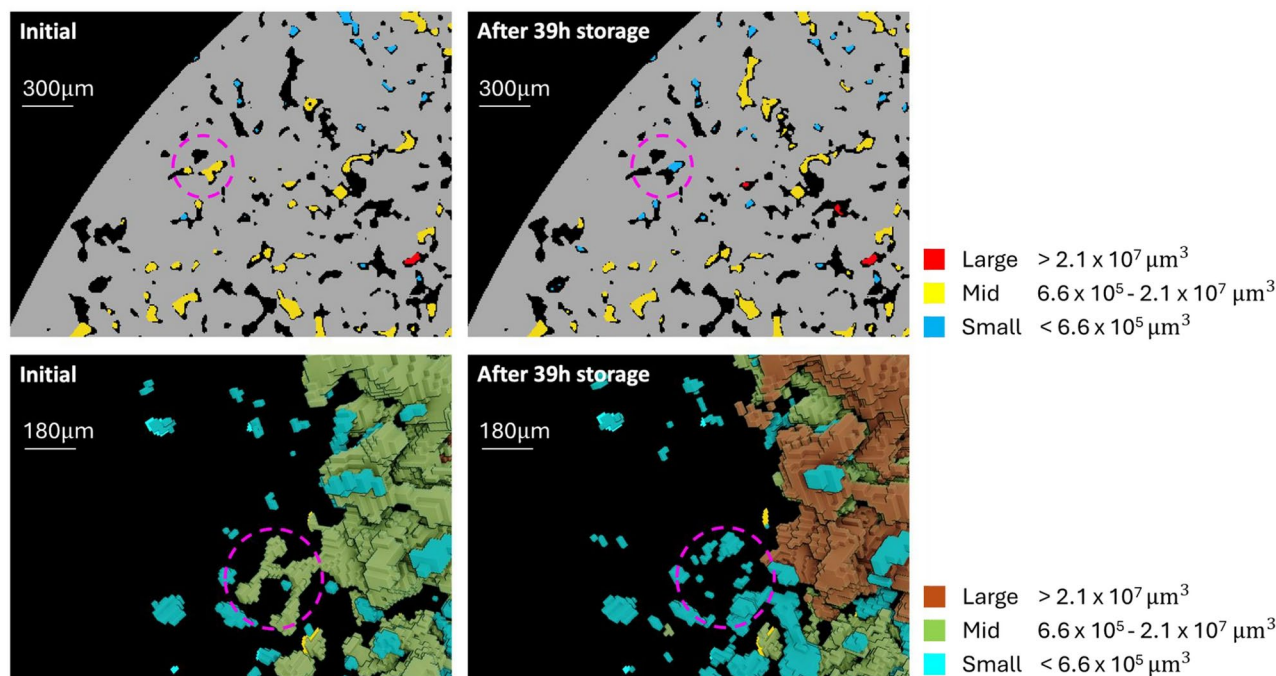 Initial
300μm
After 39h storage
300μm
Large > 2.1 x 10⁷ μm³
Mid 6.6 x 10⁵ - 2.1 x 10⁷ μm³
Small < 6.6 x 10⁵ μm³
Initial
180μm
After 39h storage
180μm
Large > 2.1 x 10⁷ μm³
Mid 6.6 x 10⁵ - 2.1 x 10⁷ μm³
Small < 6.6 x 10⁵ μm³